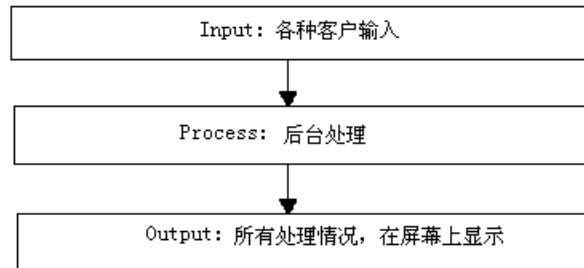 Input: 各种客户输入
Process: 后台处理
Output: 所有处理情况, 在屏幕上显示